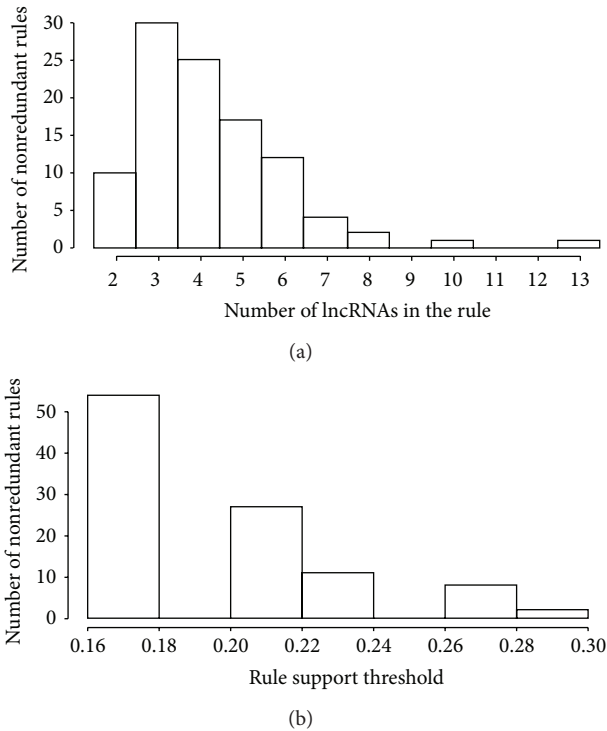 Number of nonredundant rules
30
25
20
15
10
5
0
2 3 4 5 6 7 8 9 10 11 12 13
Number of lncRNAs in the rule
(a)
Number of nonredundant rules
50
40
30
20
10
0
0.16 0.18 0.20 0.22 0.24 0.26 0.28 0.30
Rule support threshold
(b)